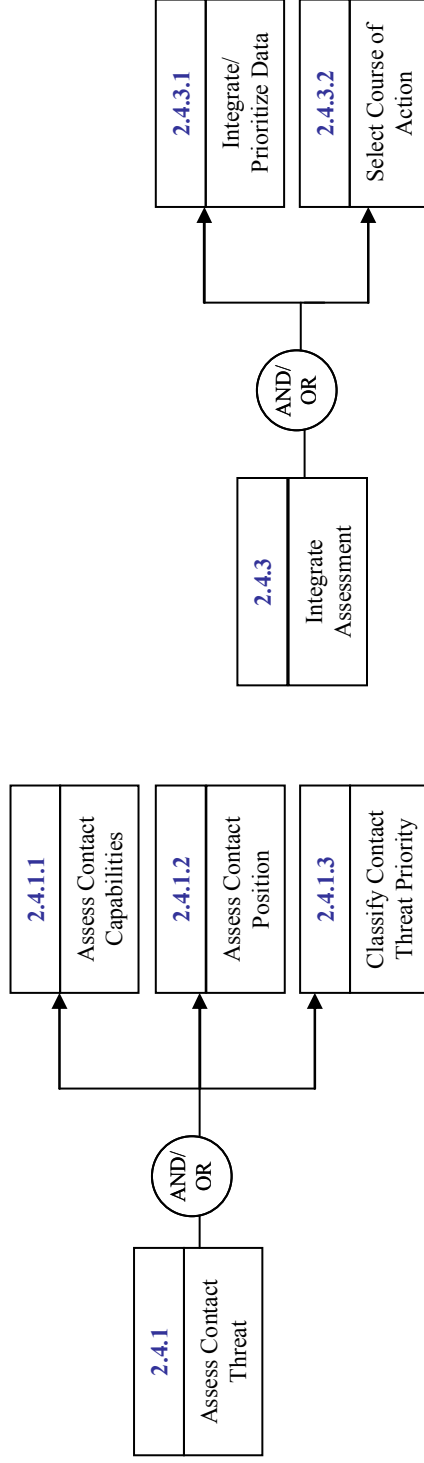 2.4.1
Assess Contact
Threat
AND/
OR
2.4.1.1
Assess Contact
Capabilities
2.4.1.2
Assess Contact
Position
2.4.1.3
Classify Contact
Threat Priority
2.4.3
Integrate
Assessment
AND/
OR
2.4.3.1
Integrate/
Prioritize Data
2.4.3.2
Select Course of
Action